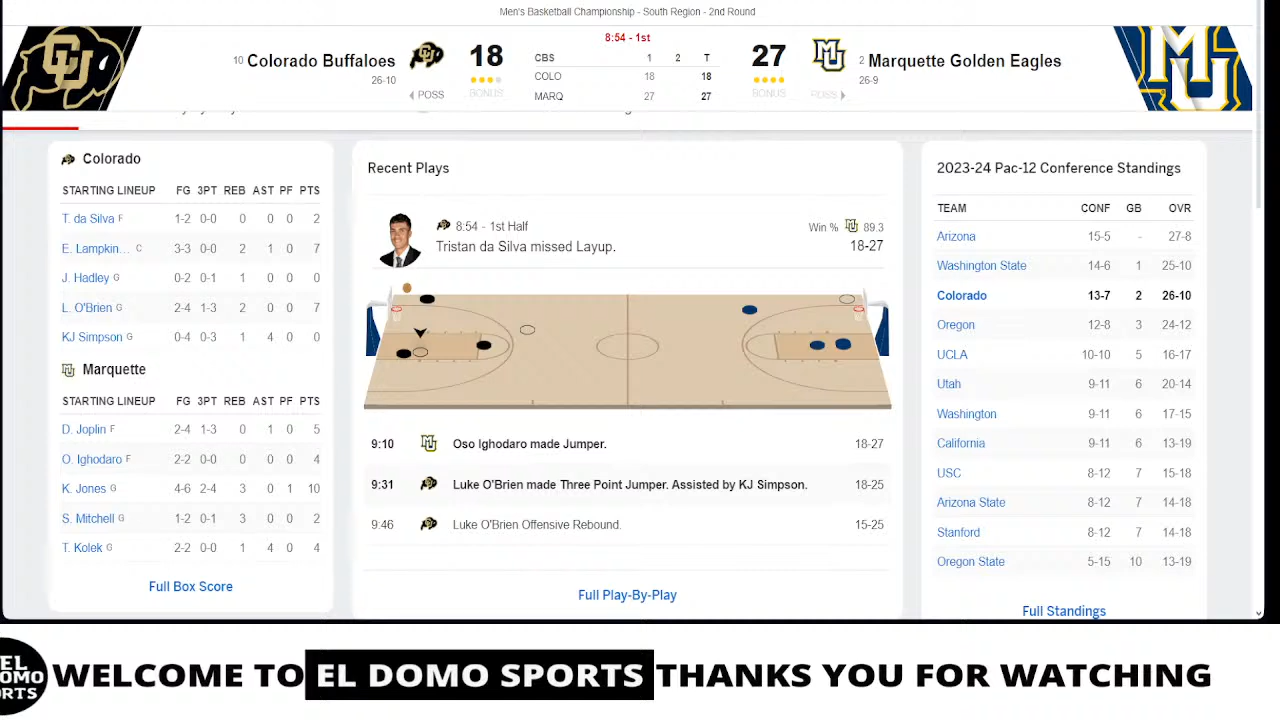 Men's Basketball Championship - South Region - 2nd Round
10 Colorado Buffaloes 18
26-10
POSS
BONUS
8:54 - 1st
CBS 1 2 T
COLO 18 18
MARQ 27 27
27 2 Marquette Golden Eagles
26-9
BONUS
POSS
Colorado
STARTING LINEUP FG 3PT REB AST PF PTS
T. da Silva F 1-2 0-0 0 0 0 2
E. Lampkin... C 3-3 0-0 2 1 0 7
J. Hadley G 0-2 0-1 1 0 0 0
L. O'Brien G 2-4 1-3 2 0 0 7
KJ Simpson G 0-4 0-3 1 4 0 0
Marquette
STARTING LINEUP FG 3PT REB AST PF PTS
D. Joplin F 2-4 1-3 0 1 0 5
O. Ighodaro F 2-2 0-0 0 0 0 4
K. Jones G 4-6 2-4 3 0 1 10
S. Mitchell G 1-2 0-1 3 0 0 2
T. Kolek G 2-2 0-0 1 4 0 4
Full Box Score
Recent Plays
8:54 - 1st Half
Tristan da Silva missed Layup.
Win % 89.3
18-27
9:10 Oso Ighodaro made Jumper. 18-27
9:31 Luke O'Brien made Three Point Jumper. Assisted by KJ Simpson. 18-25
9:46 Luke O'Brien Offensive Rebound. 15-25
Full Play-By-Play
2023-24 Pac-12 Conference Standings
TEAM CONF GB OVR
Arizona 15-5 - 27-8
Washington State 14-6 1 25-10
Colorado 13-7 2 26-10
Oregon 12-8 3 24-12
UCLA 10-10 5 16-17
Utah 9-11 6 20-14
Washington 9-11 6 17-15
California 9-11 6 13-19
USC 8-12 7 15-18
Arizona State 8-12 7 14-18
Stanford 8-12 7 14-18
Oregon State 5-15 10 13-19
Full Standings
WELCOME TO EL DOMO SPORTS THANKS YOU FOR WATCHING